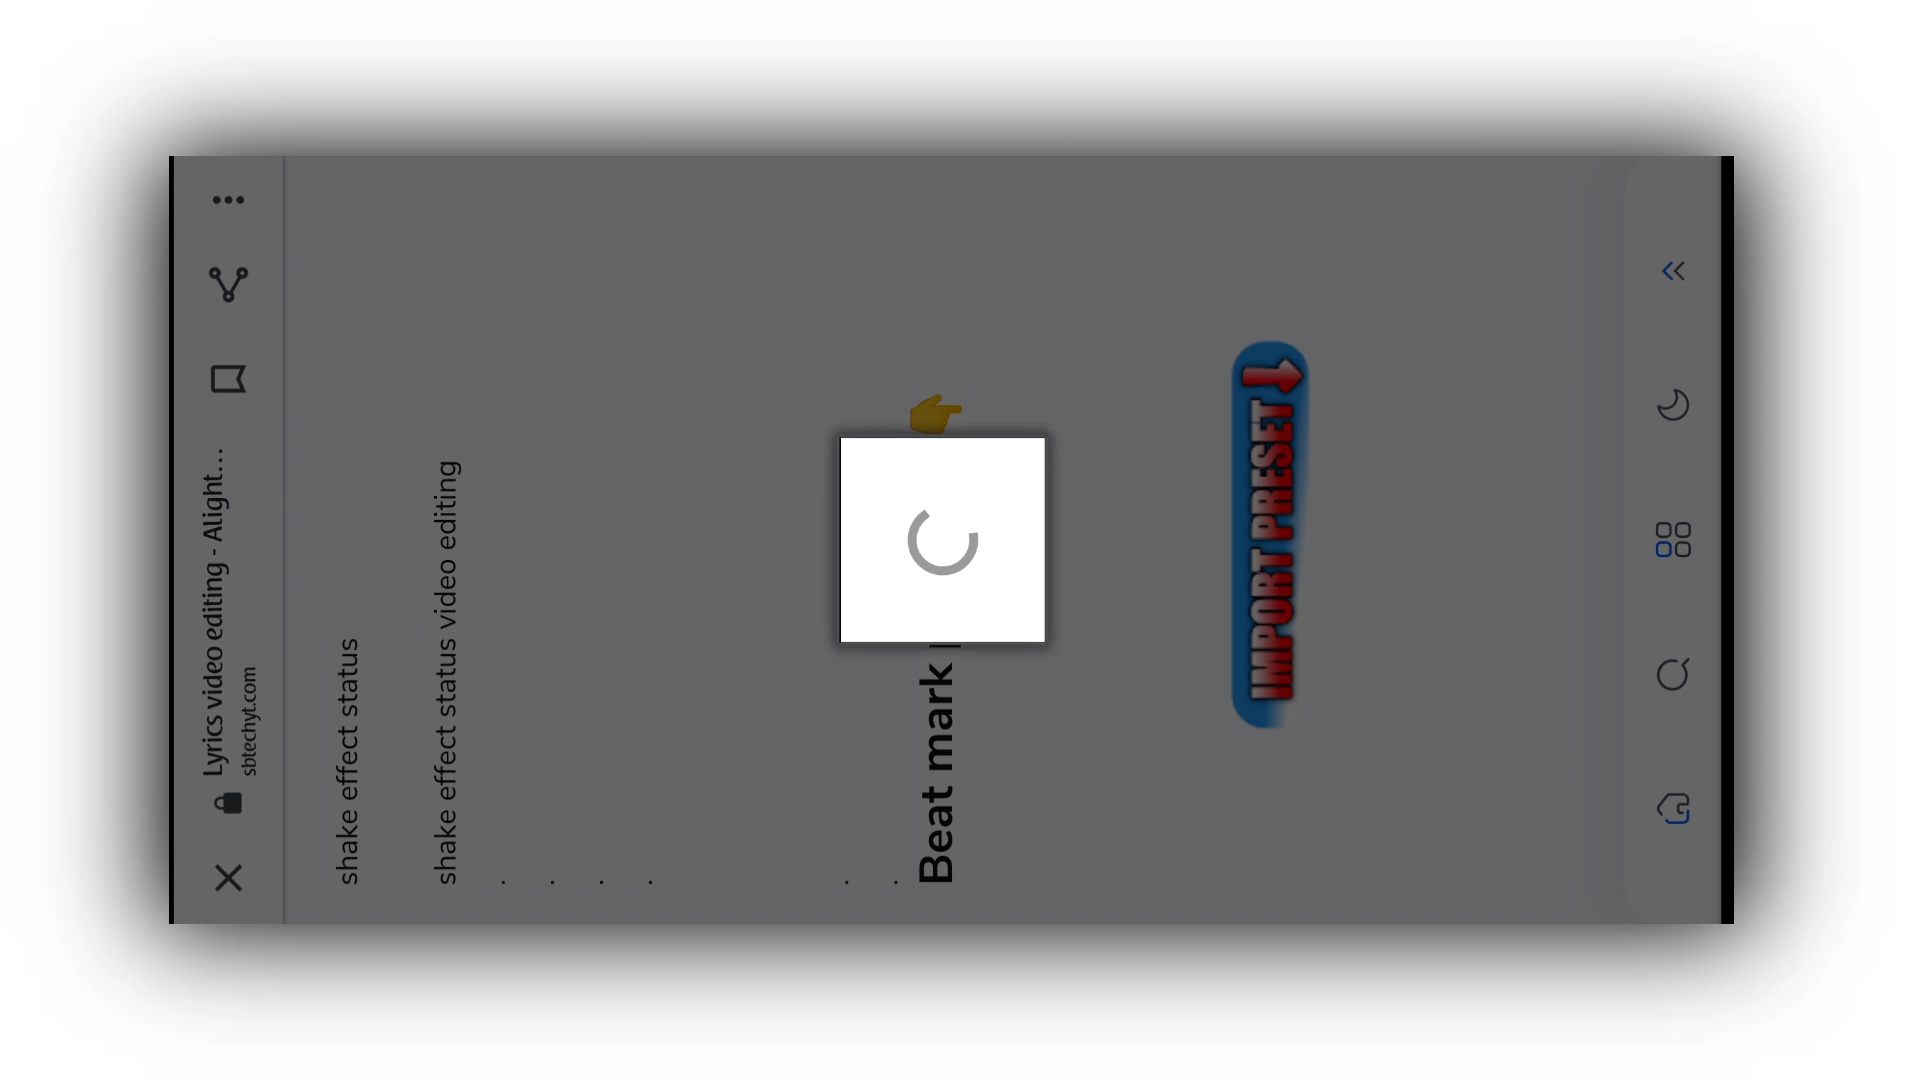 Lyrics video editing - Alight...
sbtechyt.com
shake effect status
shake effect status video editing
.
.
.
.
.
.
Beat mark
IMPORT PRESET